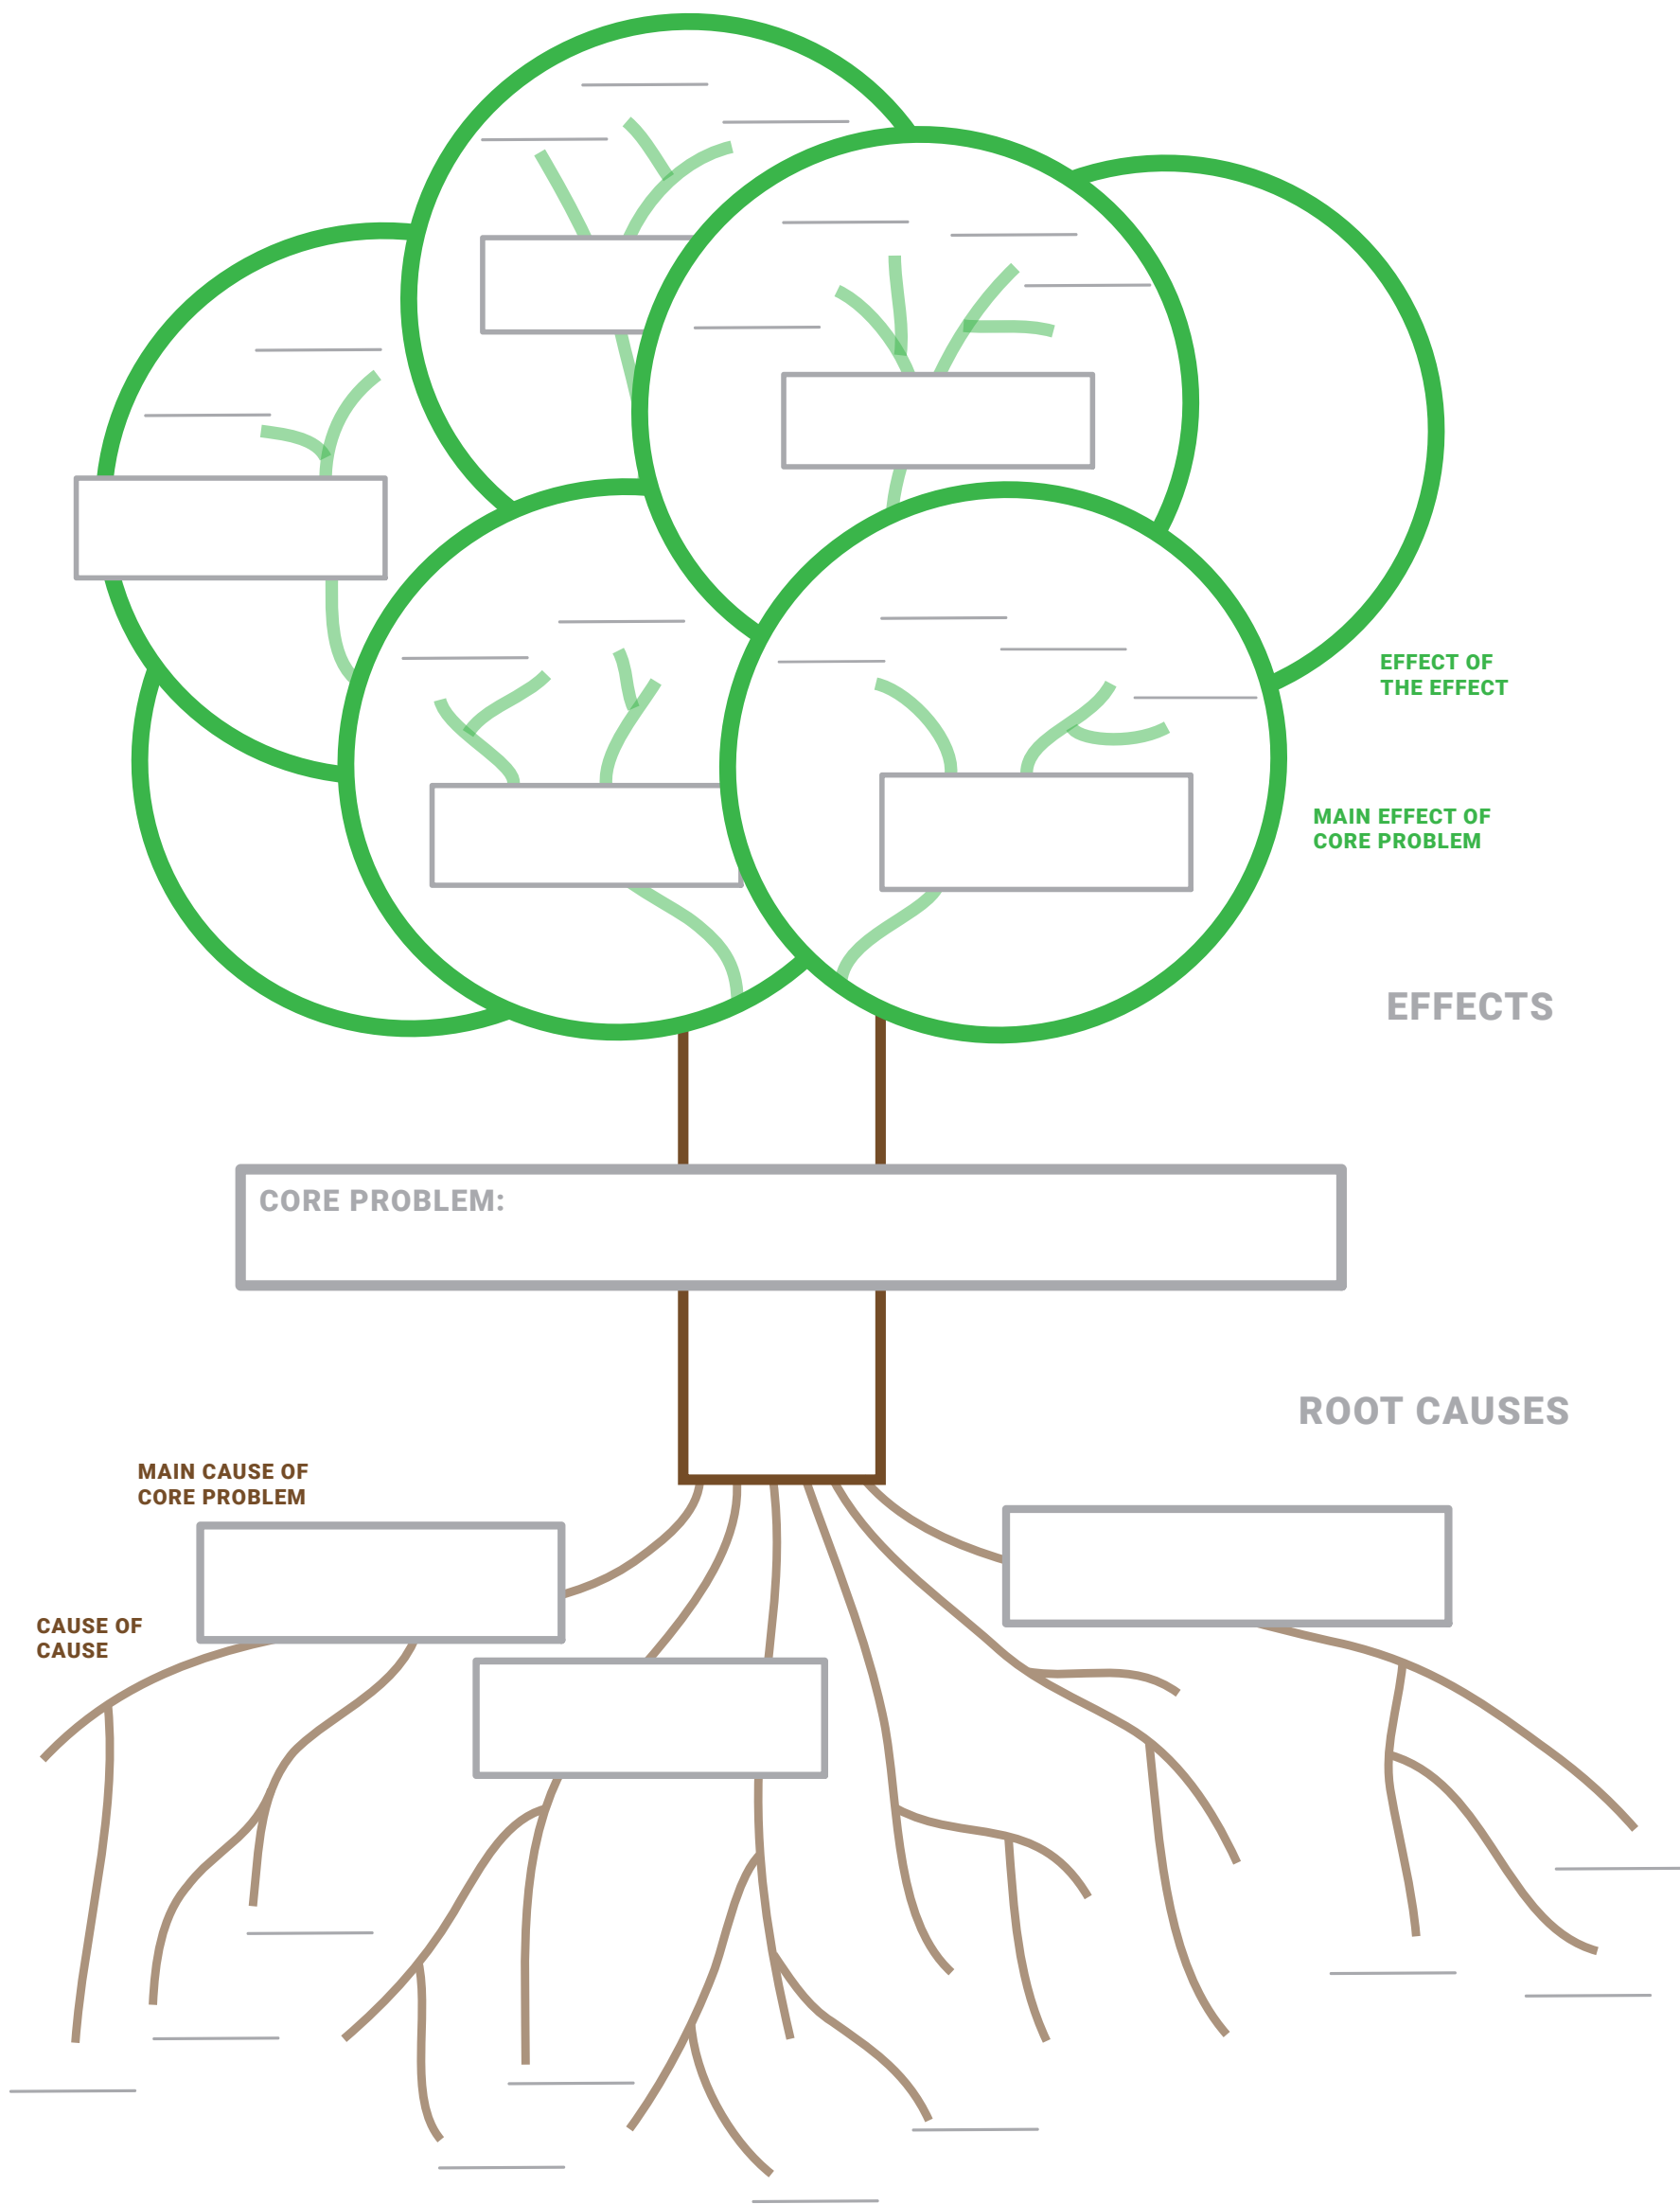 EFFECT OF
THE EFFECT
MAIN EFFECT OF
CORE PROBLEM
EFFECTS
CORE PROBLEM:
ROOT CAUSES
MAIN CAUSE OF
CORE PROBLEM
CAUSE OF
CAUSE